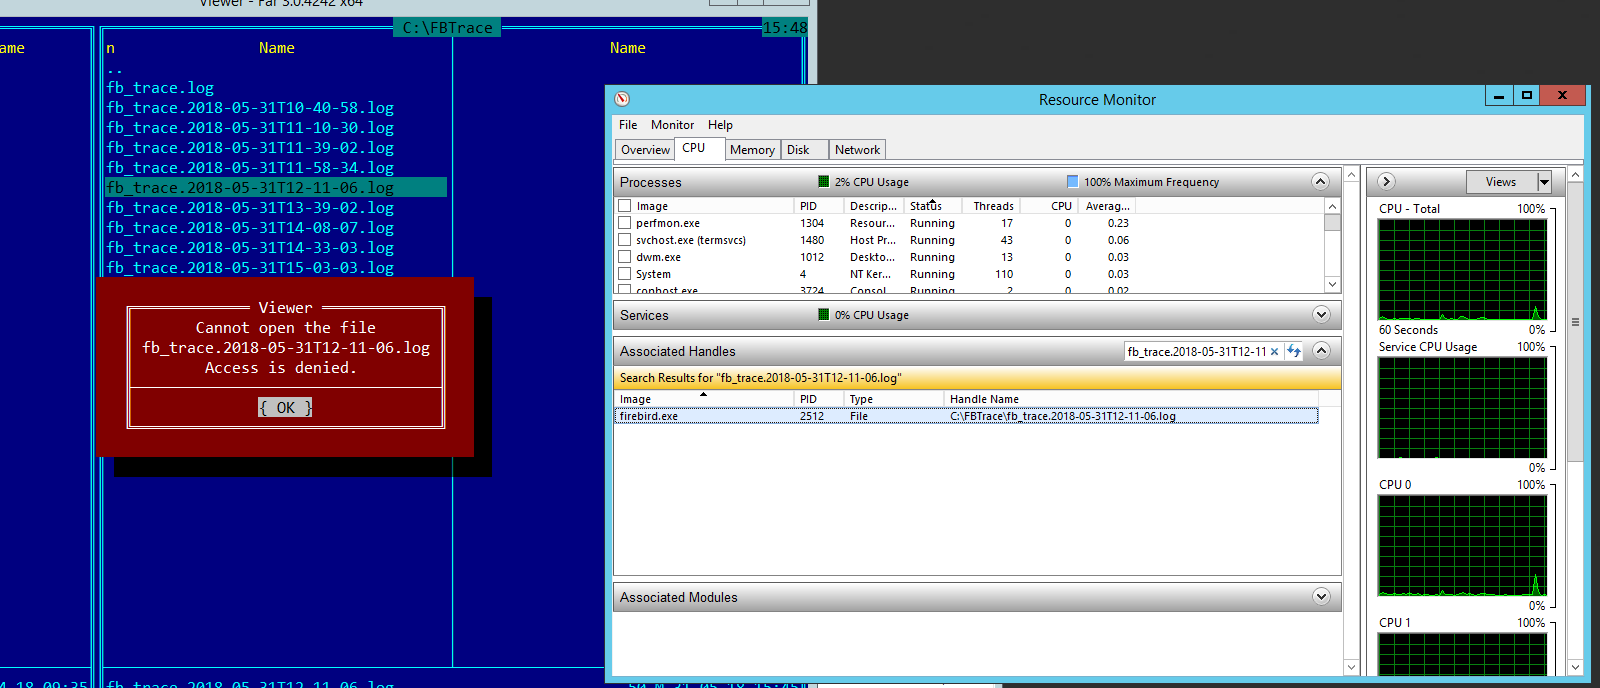 Viewer - Far 3.0.4242 x64
C:\FBTrace
15:48
ame
n
Name
Name
..
fb_trace.log
fb_trace.2018-05-31T10-40-58.log
fb_trace.2018-05-31T11-10-30.log
fb_trace.2018-05-31T11-39-02.log
fb_trace.2018-05-31T11-58-34.log
fb_trace.2018-05-31T12-11-06.log
fb_trace.2018-05-31T13-39-02.log
fb_trace.2018-05-31T14-08-07.log
fb_trace.2018-05-31T14-33-03.log
fb_trace.2018-05-31T15-03-03.log
Viewer
Cannot open the file
fb_trace.2018-05-31T12-11-06.log
Access is denied.
{ OK }
fb_trace.2018-05-31T12-11-06.log
Resource Monitor
File Monitor Help
Overview CPU Memory Disk Network
Processes 2% CPU Usage 100% Maximum Frequency
Image PID Descrip... Status Threads CPU Averag...
perfmon.exe 1304 Resour... Running 17 0 0.23
svchost.exe (termsvcs) 1480 Host Pr... Running 43 0 0.06
dwm.exe 1012 Deskto... Running 13 0 0.03
System 4 NT Ker... Running 110 0 0.03
conhost.exe 3724 Consol... Running 2 0 0.02
Services 0% CPU Usage
Associated Handles fb_trace.2018-05-31T12-11
Search Results for "fb_trace.2018-05-31T12-11-06.log"
Image PID Type Handle Name
firebird.exe 2512 File C:\FBTrace\fb_trace.2018-05-31T12-11-06.log
Associated Modules
Views
CPU - Total 100%
60 Seconds 0%
Service CPU Usage 100%
0%
CPU 0 100%
0%
CPU 1 100%